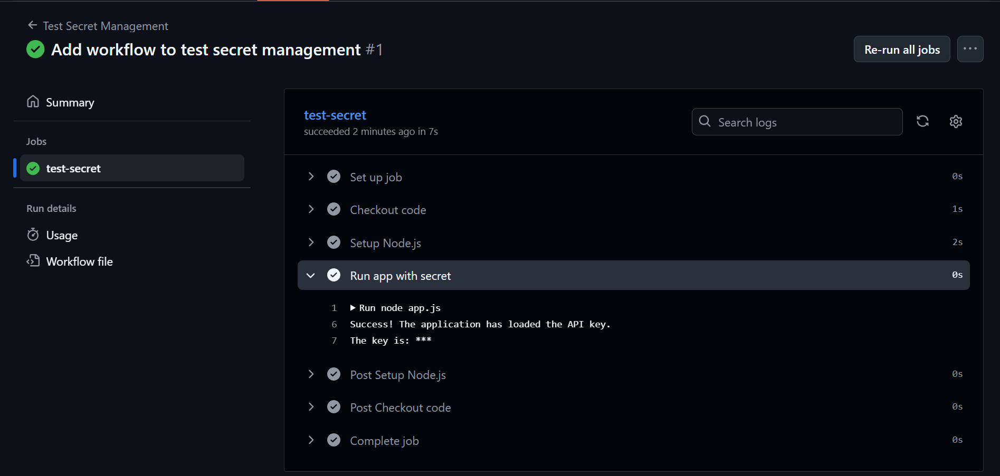 Test Secret Management
Add workflow to test secret management #1
Re-run all jobs
Summary
Jobs
test-secret
Run details
Usage
Workflow file
test-secret
succeeded 2 minutes ago in 7s
Search logs
Set up job 0s
Checkout code 1s
Setup Node.js 2s
Run app with secret 0s
1 Run node app.js
6 Success! The application has loaded the API key.
7 The key is: ***
Post Setup Node.js 0s
Post Checkout code 0s
Complete job 0s